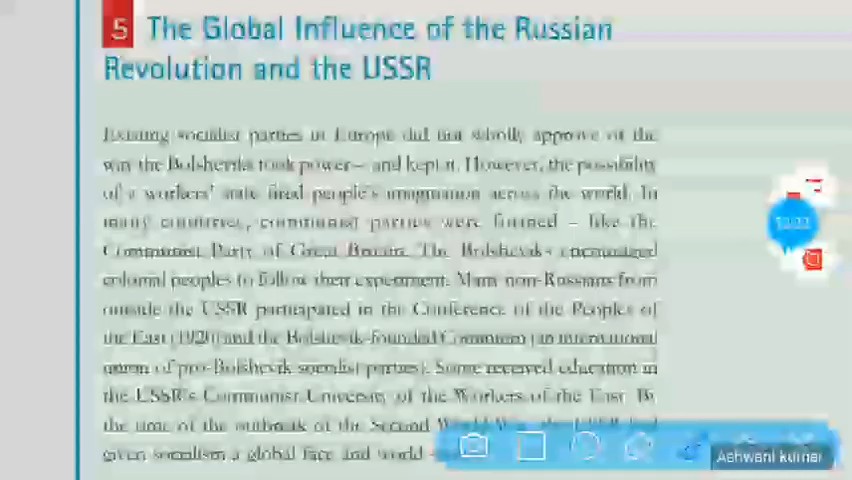 5 The Global Influence of the Russian
Revolution and the USSR
Existing socialist parties in Europe did not wholly approve of the
way the Bolsheviks took power – and kept it. However, the possibility
of a workers' state fired people's imagination across the world. In
many countries, communist parties were formed – like the
Communist Party of Great Britain. The Bolsheviks encouraged
colonial peoples to follow their experiment. Many non-Russians from
outside the USSR participated in the Conference of the Peoples of
the East (1920) and the Bolshevik-founded Comintern (an international
union of pro-Bolshevik socialist parties). Some received education in
the USSR's Communist University of the Workers of the East. By
the time of the outbreak of the Second World
given socialism a global face and world
Ashwani kumar